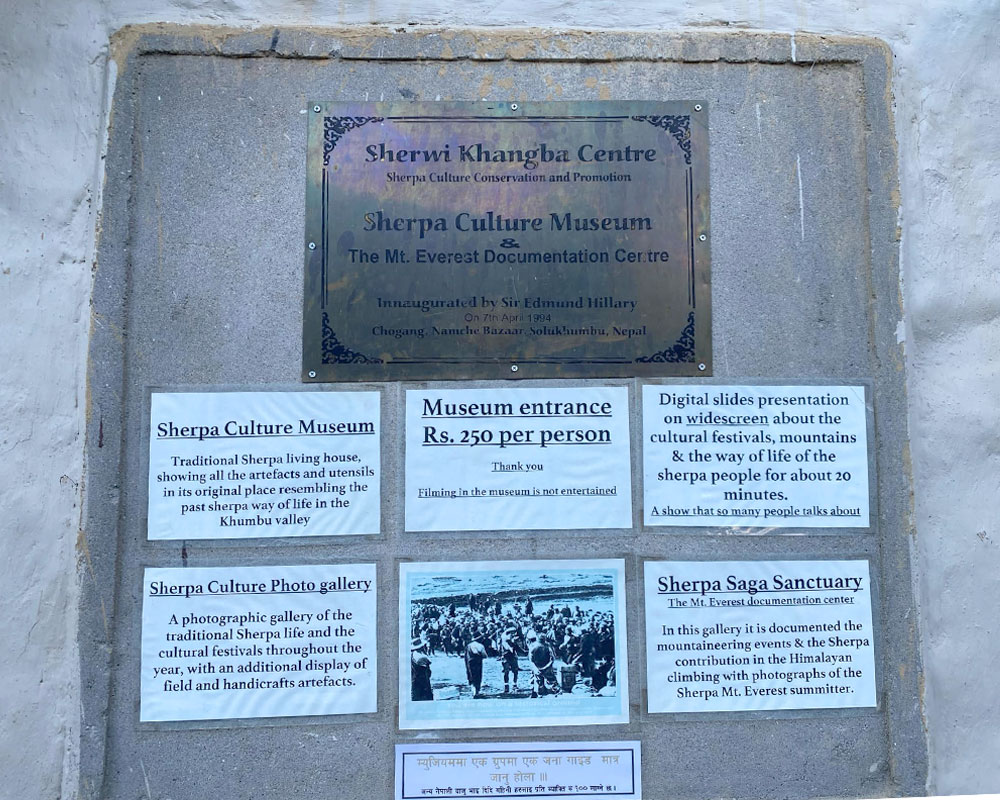 Sherwi Khangba Centre
Sherpa Culture Conservation and Promotion
Sherpa Culture Museum
&
The Mt. Everest Documentation Centre
Innaugurated by Sir Edmund Hillary
On 7th April 1994
Chogang, Namche Bazaar, Solukhumbu, Nepal
Sherpa Culture Museum
Traditional Sherpa living house,
showing all the artefacts and utensils
in its original place resembling the
past sherpa way of life in the
Khumbu valley
Museum entrance
Rs. 250 per person
Thank you
Filming in the museum is not entertained
Digital slides presentation
on widescreen about the
cultural festivals, mountains
& the way of life of the
sherpa people for about 20
minutes.
A show that so many people talks about
Sherpa Culture Photo gallery
A photographic gallery of the
traditional Sherpa life and the
cultural festivals throughout the
year, with an additional display of
field and handicrafts artefacts.
Sherpa Saga Sanctuary
The Mt. Everest documentation center
In this gallery it is documented the
mountaineering events & the Sherpa
contribution in the Himalayan
climbing with photographs of the
Sherpa Mt. Everest summitter.
म्युजियममा एक ग्रुपमा एक जना गाइड मात्र
जानु होला ॥
अन्य नेपाली दाजु भाइ दिदि बहिनी हरुलाइ प्रति व्यक्ति रु १०० लाग्ने छ।